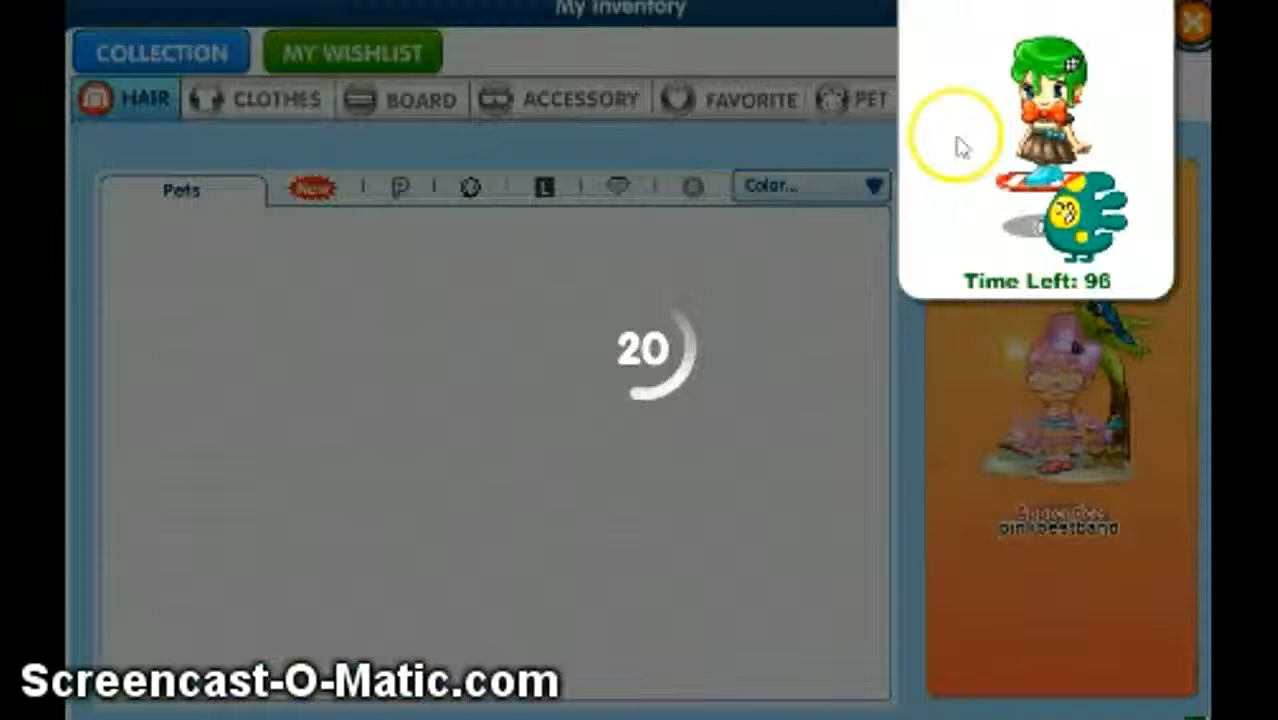 My Inventory
COLLECTION
MY WISHLIST
HAIR
CLOTHES
BOARD
ACCESSORY
FAVORITE
PET
Pets
New
P
L
Color...
Time Left: 96
20
Screencast-O-Matic.com